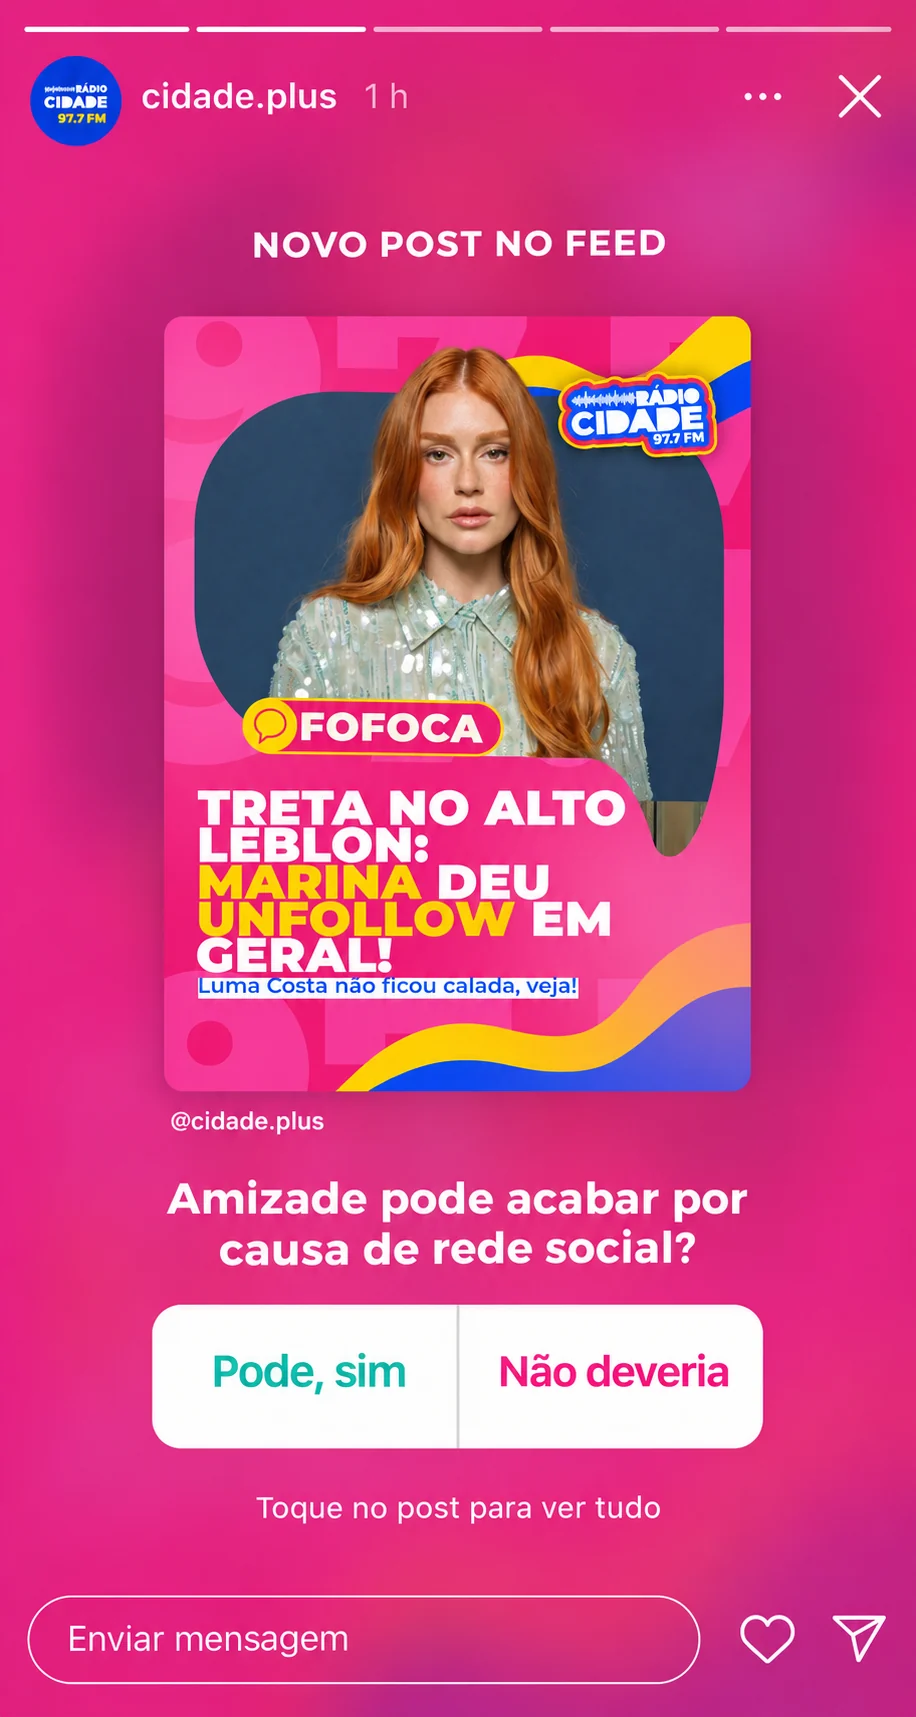 RÁDIO
CIDADE
97.7 FM
cidade.plus 1 h
NOVO POST NO FEED
RÁDIO
CIDADE
97.7 FM
FOFOCA
TRETA NO ALTO
LEBLON:
MARINA DEU
UNFOLLOW EM
GERAL!
Luma Costa não ficou calada, veja!
@cidade.plus
Amizade pode acabar por
causa de rede social?
Pode, sim
Não deveria
Toque no post para ver tudo
Enviar mensagem